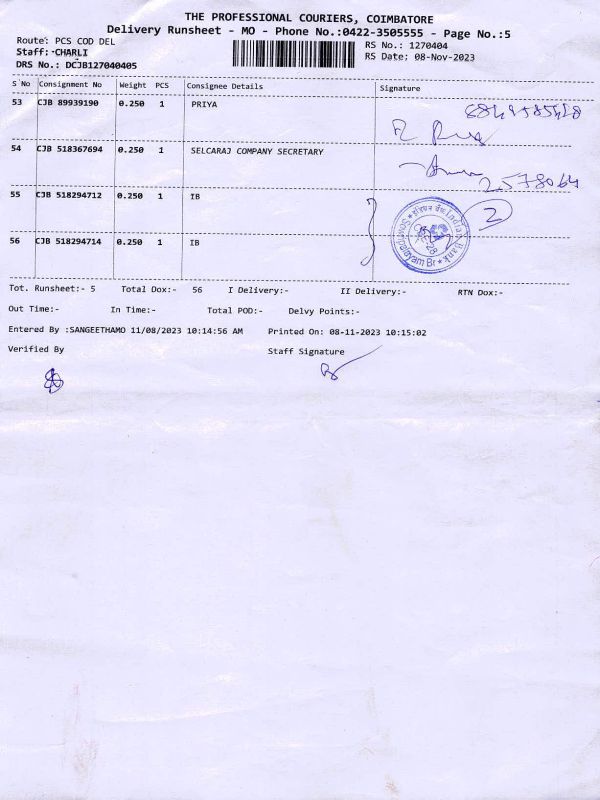 THE PROFESSIONAL COURIERS, COIMBATORE
Delivery Runsheet - MO - Phone No.:0422-3505555 - Page No.:5
Route: PCS COD DEL
RS No.: 1270404
Staff: CHARLI
RS Date: 08-Nov-2023
DRS No.: DCJB127040405
S No Consignment No Weight PCS Consignee Details Signature
53 CJB 89939190 0.250 1 PRIYA
54 CJB 518367694 0.250 1 SELCARAJ COMPANY SECRETARY
2578064
55 CJB 518294712 0.250 1 IB
2
इंडियन बैंक Indian Bank
56 CJB 518294714 0.250 1 IB
Tot. Runsheet:- 5 Total Dox:- 56 I Delivery:- II Delivery:- RTN Dox:-
Out Time:- In Time:- Total POD:- Delvy Points:-
Entered By :SANGEETHAMO 11/08/2023 10:14:56 AM Printed On: 08-11-2023 10:15:02
Verified By Staff Signature